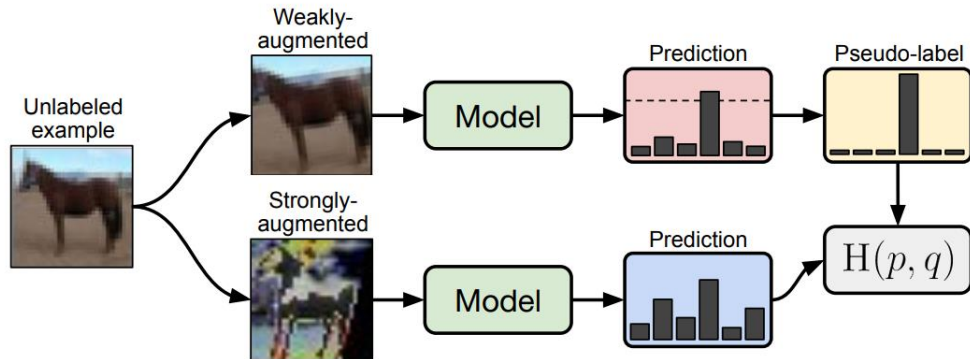 Weakly-
augmented
Prediction
Pseudo-label
Unlabeled
example
Model
Strongly-
augmented
Prediction
Model
H(p, q)